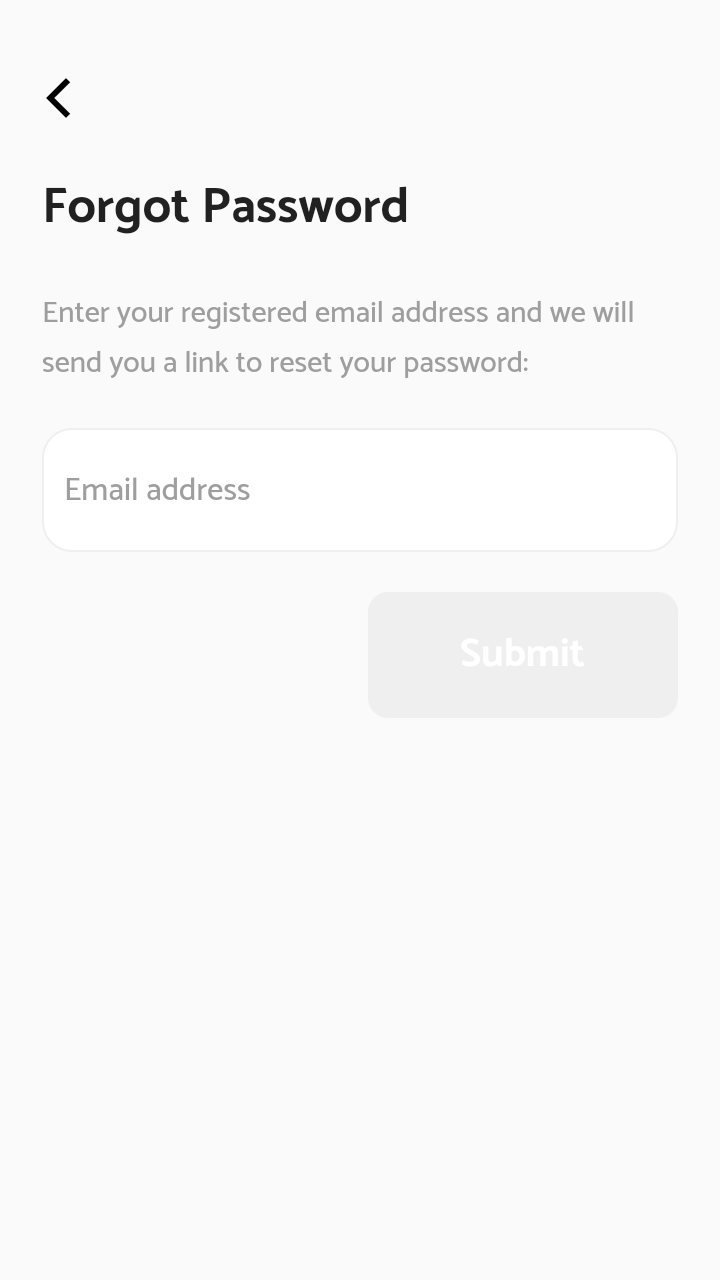 Forgot Password
Enter your registered email address and we will
send you a link to reset your password:
Email address
Submit